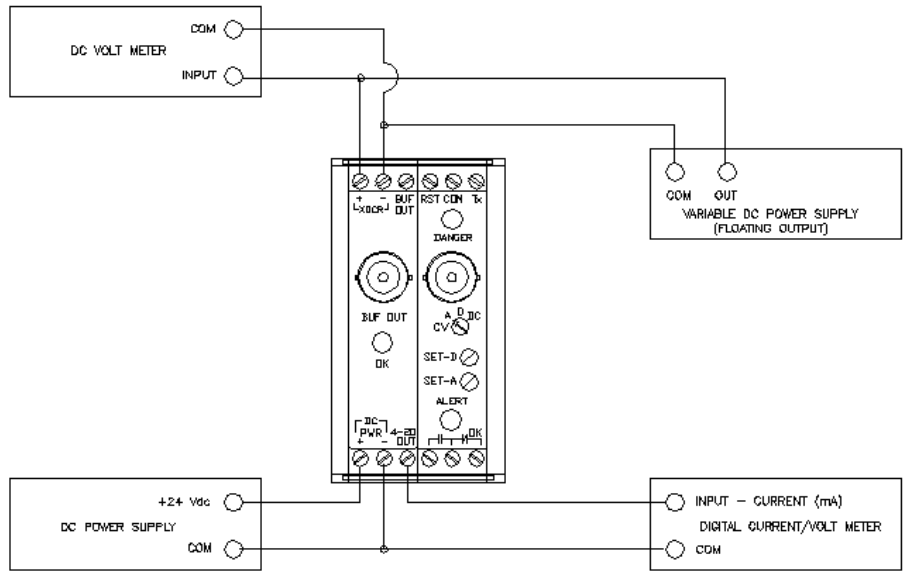 COM
DC VOLT METER
INPUT
COM OUT
VARIABLE DC POWER SUPPLY
(FLOATING OUTPUT)
+ - BUF RST CON Tx
XDCR OUT
DANGER
BUF OUT
OK
A D DC
CV
SET-D
SET-A
ALERT
DC
PWR 4-20 OK
+ - OUT
+24 Vdc
DC POWER SUPPLY
COM
INPUT - CURRENT (mA)
DIGITAL CURRENT/VOLT METER
COM